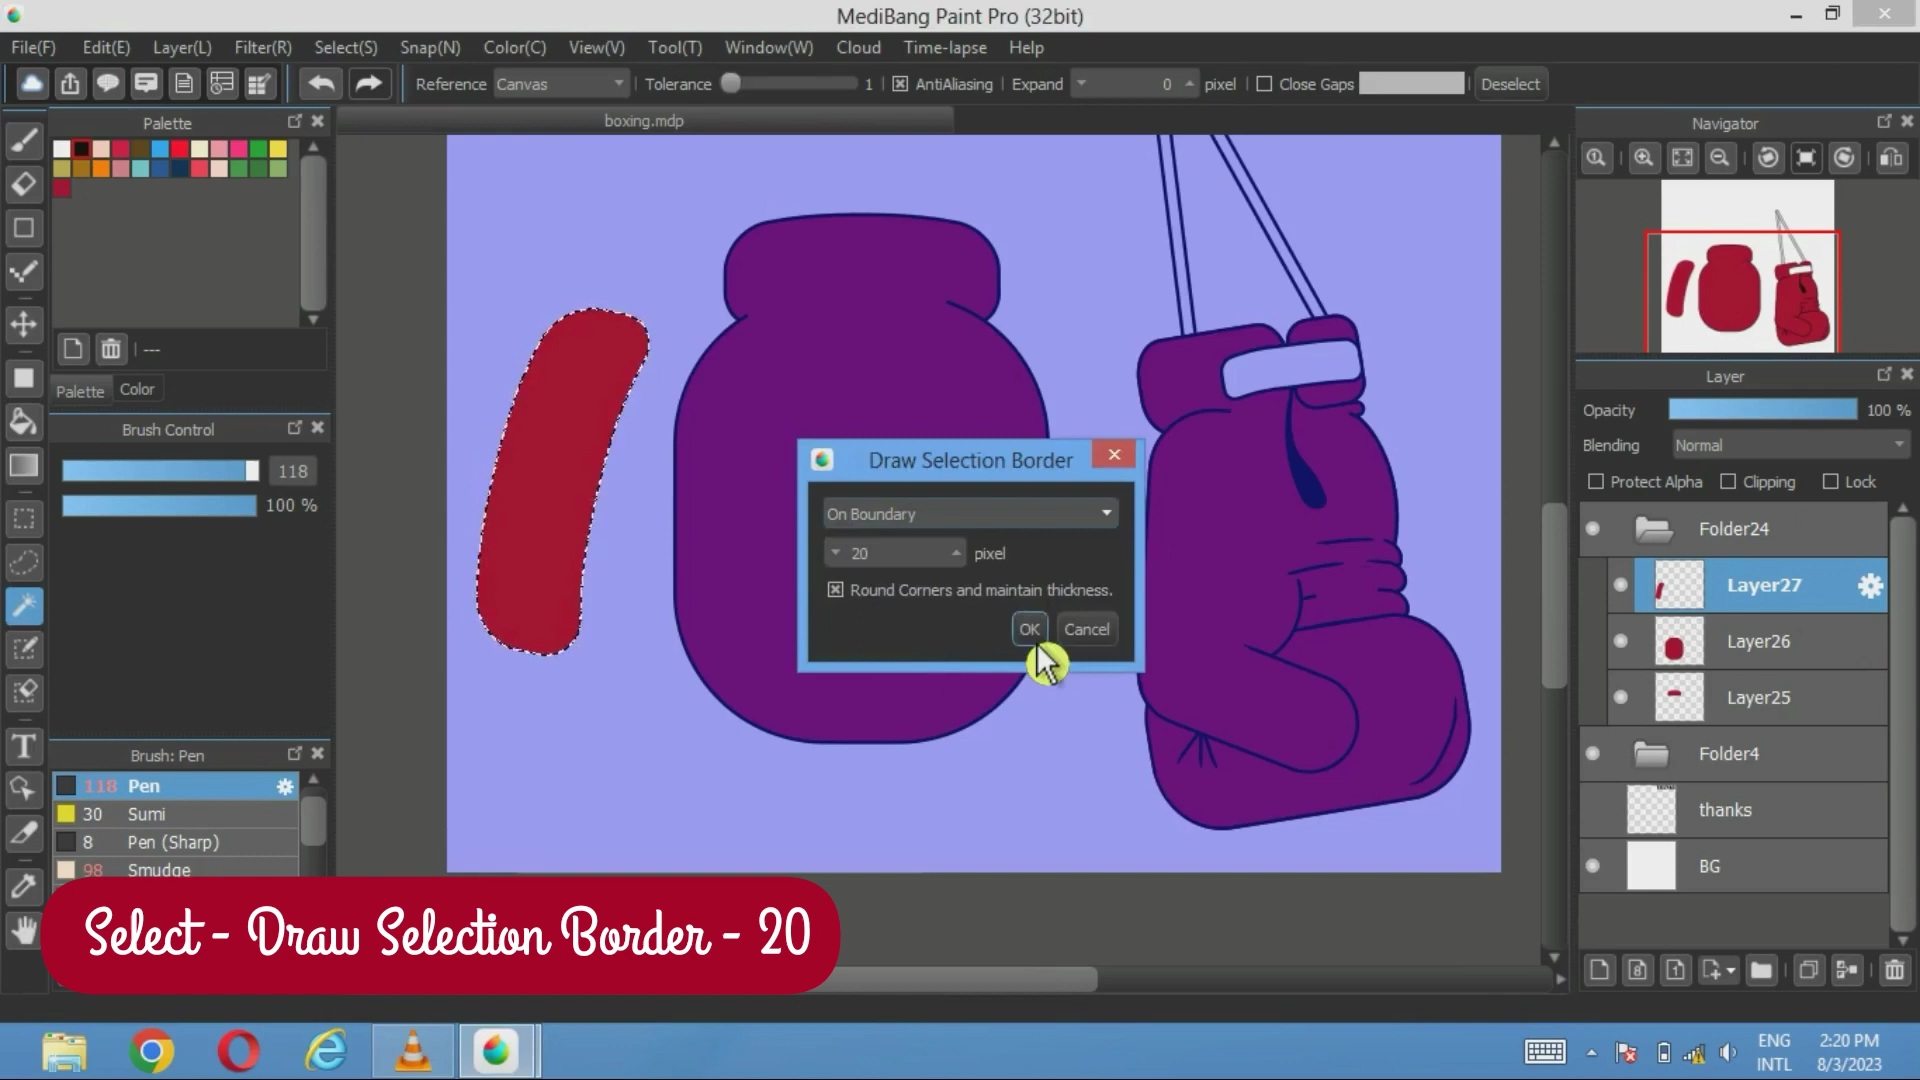 MediBang Paint Pro (32bit)
File(F) Edit(E) Layer(L) Filter(R) Select(S) Snap(N) Color(C) View(V) Tool(T) Window(W) Cloud Time-lapse Help
Reference Canvas Tolerance 1 AntiAliasing Expand 0 pixel Close Gaps Deselect
Palette
boxing.mdp
Navigator
---
Palette Color
Layer
Opacity 100 %
Brush Control
Blending Normal
118
Protect Alpha Clipping Lock
100 %
Draw Selection Border
On Boundary
20 pixel
Round Corners and maintain thickness.
OK Cancel
Folder24
Layer27
Layer26
Layer25
Folder4
thanks
BG
Brush: Pen
118 Pen
30 Sumi
8 Pen (Sharp)
98 Smudge
Select - Draw Selection Border - 20
ENG
INTL
2:20 PM
8/3/2023